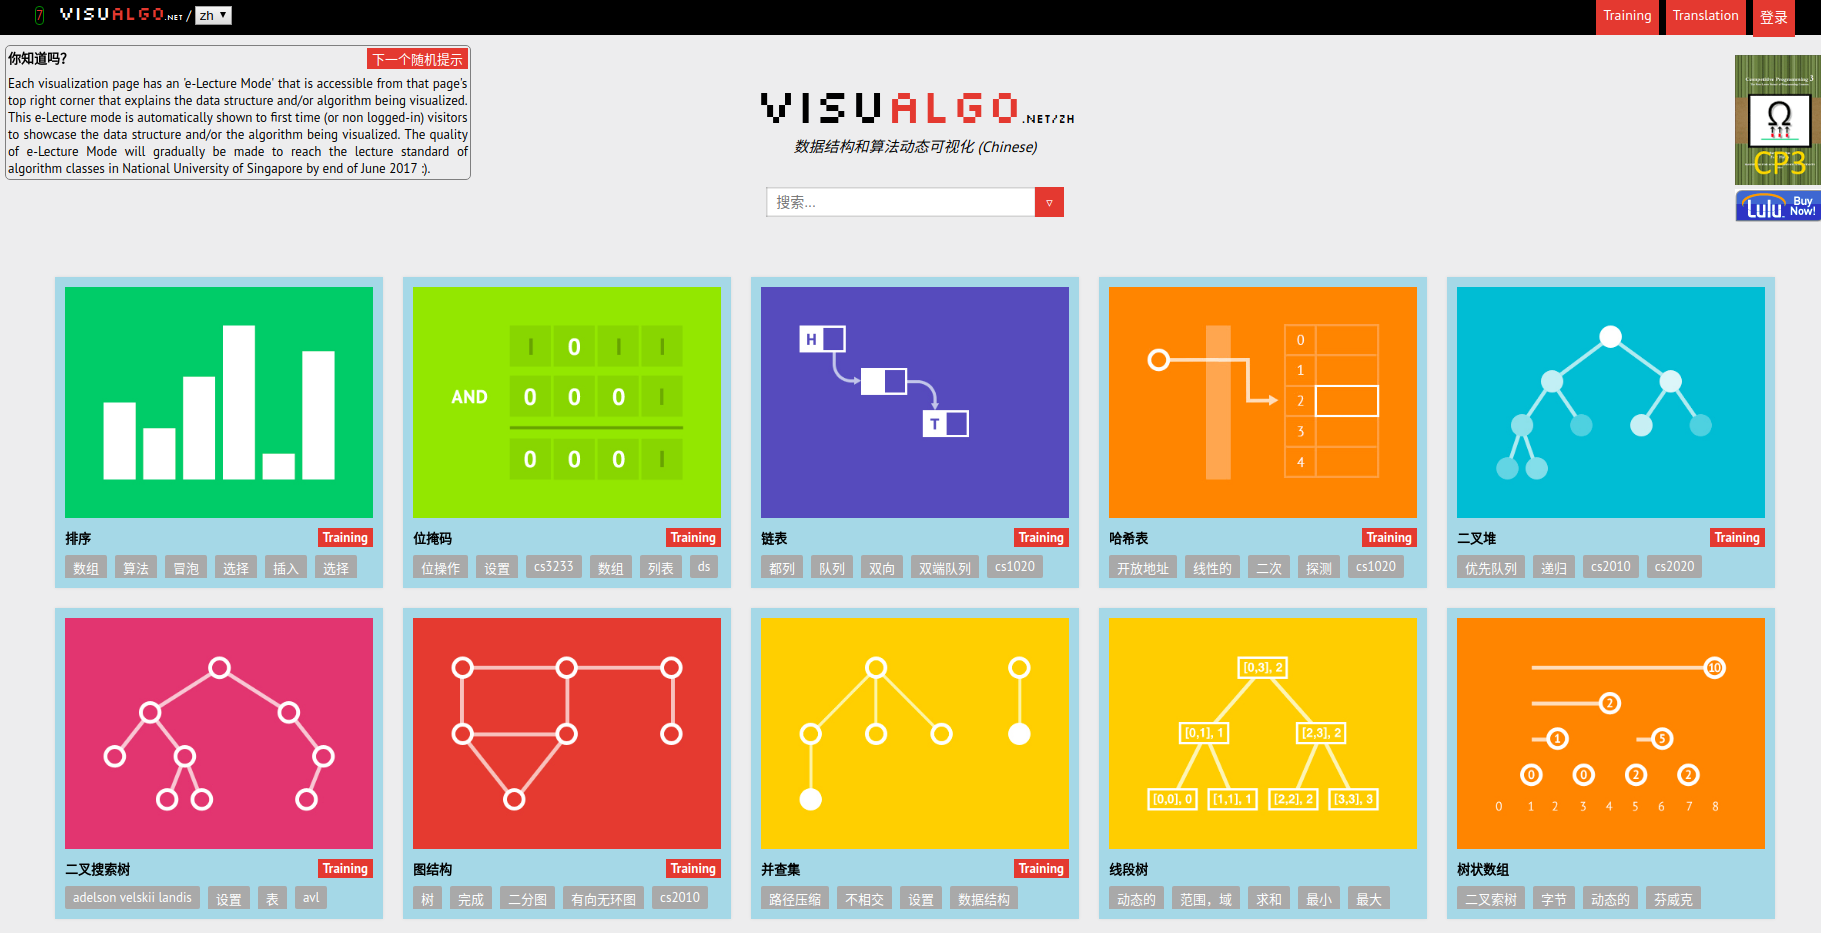 7 VISUALGO.NET / zh ▼
Training Translation 登录
你知道吗?
下一个随机提示
Each visualization page has an 'e-Lecture Mode' that is accessible from that page's
top right corner that explains the data structure and/or algorithm being visualized.
This e-Lecture mode is automatically shown to first time (or non logged-in) visitors
to showcase the data structure and/or the algorithm being visualized. The quality
of e-Lecture Mode will gradually be made to reach the lecture standard of
algorithm classes in National University of Singapore by end of June 2017 :).
VISUALGO.NET/ZH
数据结构和算法动态可视化 (Chinese)
搜索... ▿
Competitive Programming 3
Ω
CP3
Lulu Buy
Now!
I 0 I I
AND 0 0 0 I
0 0 0 I
H
T
0
1
2
3
4
排序 Training
数组 算法 冒泡 选择 插入 选择
位掩码 Training
位操作 设置 cs3233 数组 列表 ds
链表 Training
都列 队列 双向 双端队列 cs1020
哈希表 Training
开放地址 线性的 二次 探测 cs1020
二叉堆 Training
优先队列 递归 cs2010 cs2020
[0,3], 2
[0,1], 1 [2,3], 2
[0,0], 0 [1,1], 1 [2,2], 2 [3,3], 3
10
2
1 5
0 0 2 2
0 1 2 3 4 5 6 7 8
二叉搜索树 Training
adelson velskii landis 设置 表 avl
图结构 Training
树 完成 二分图 有向无环图 cs2010
并查集 Training
路径压缩 不相交 设置 数据结构
线段树
动态的 范围，域 求和 最小 最大
树状数组
二叉索树 字节 动态的 芬威克